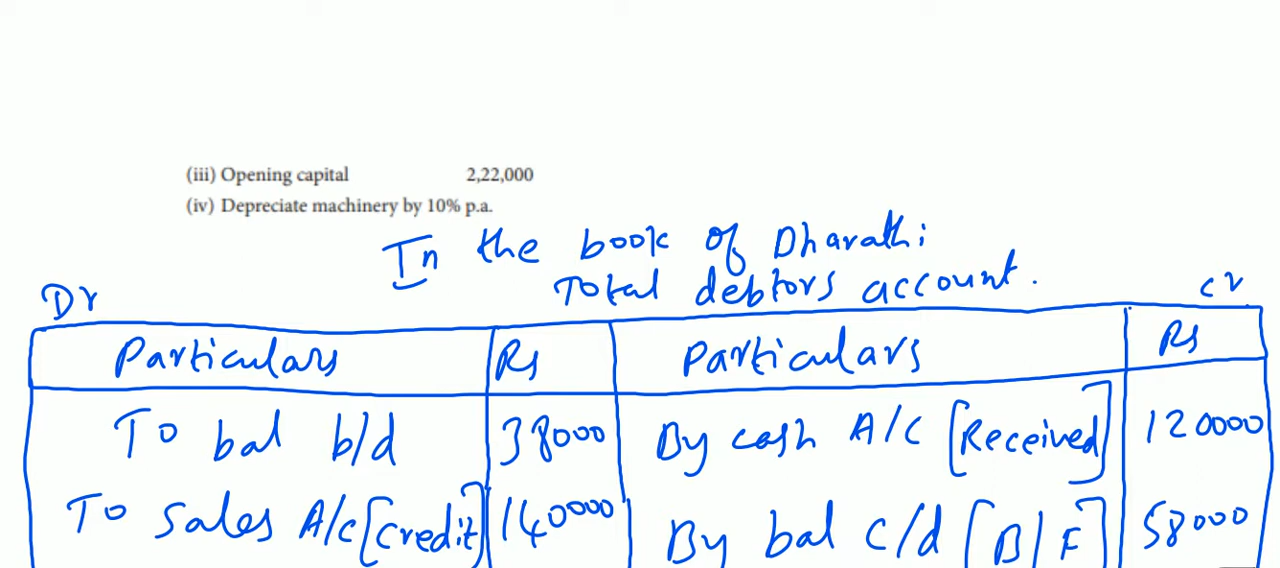 (iii) Opening capital 2,22,000
(iv) Depreciate machinery by 10% p.a.
In the book of Dharathi
Total debtors account.
Dr Cr
Particulars Rs Particulars Rs
To bal b/d 38000 By cash A/C [Received] 120000
To Sales A/c [Credit] 140000 By bal c/d [B/F] 58000